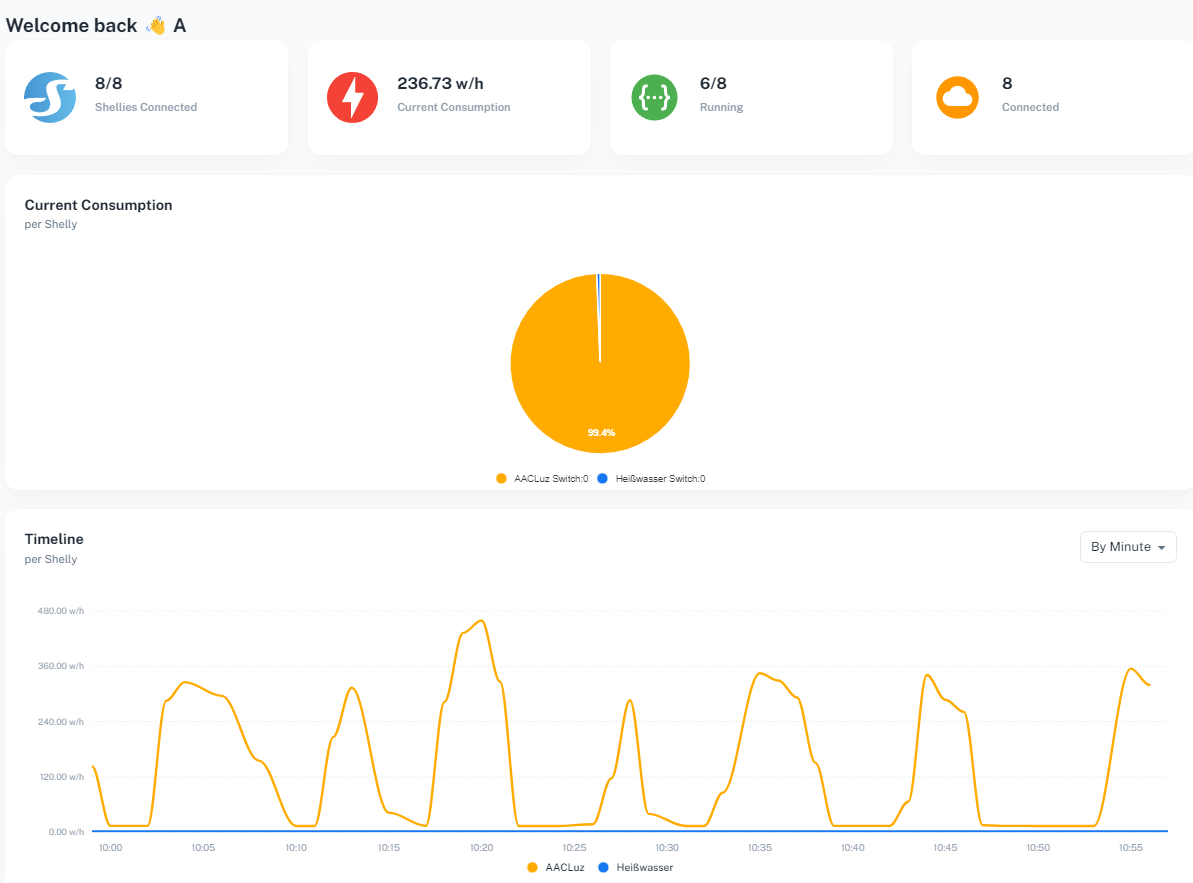 Welcome back 👋 A
8/8
Shellies Connected
236.73 w/h
Current Consumption
6/8
Running
8
Connected
Current Consumption
per Shelly
99.4%
AACLuz Switch:0 Heißwasser Switch:0
Timeline
per Shelly
By Minute
480.00 w/h
360.00 w/h
240.00 w/h
120.00 w/h
0.00 w/h
10:00 10:05 10:10 10:15 10:20 10:25 10:30 10:35 10:40 10:45 10:50 10:55
AACLuz Heißwasser